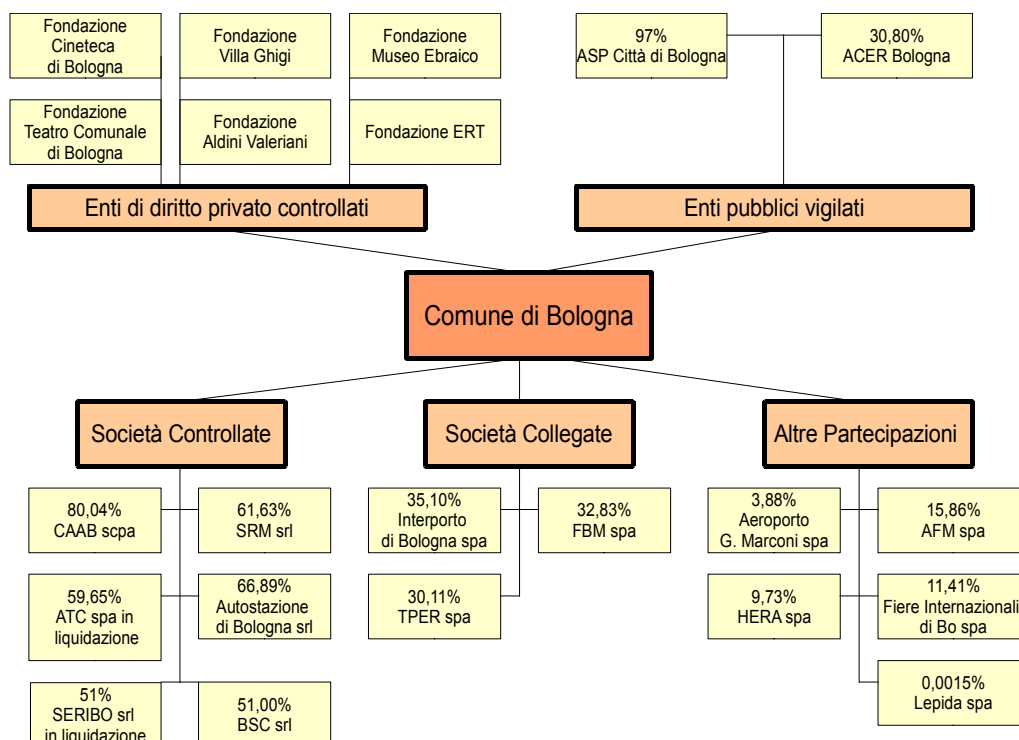 Fondazione
Cineteca
di Bologna
Fondazione
Villa Ghigi
Fondazione
Museo Ebraico
97%
ASP Città di Bologna
30,80%
ACER Bologna
Fondazione
Teatro Comunale
di Bologna
Fondazione
Aldini Valeriani
Fondazione ERT
Enti di diritto privato controllati
Enti pubblici vigilati
Comune di Bologna
Società Controllate
Società Collegate
Altre Partecipazioni
80,04%
CAAB scpa
61,63%
SRM srl
35,10%
Interporto
di Bologna spa
32,83%
FBM spa
3,88%
Aeroporto
G. Marconi spa
15,86%
AFM spa
59,65%
ATC spa in
liquidazione
66,89%
Autostazione
di Bologna srl
30,11%
TPER spa
9,73%
HERA spa
11,41%
Fiere Internazionali
di Bo spa
51%
SERIBO srl
in liquidazione
51,00%
BSC srl
0,0015%
Lepida spa